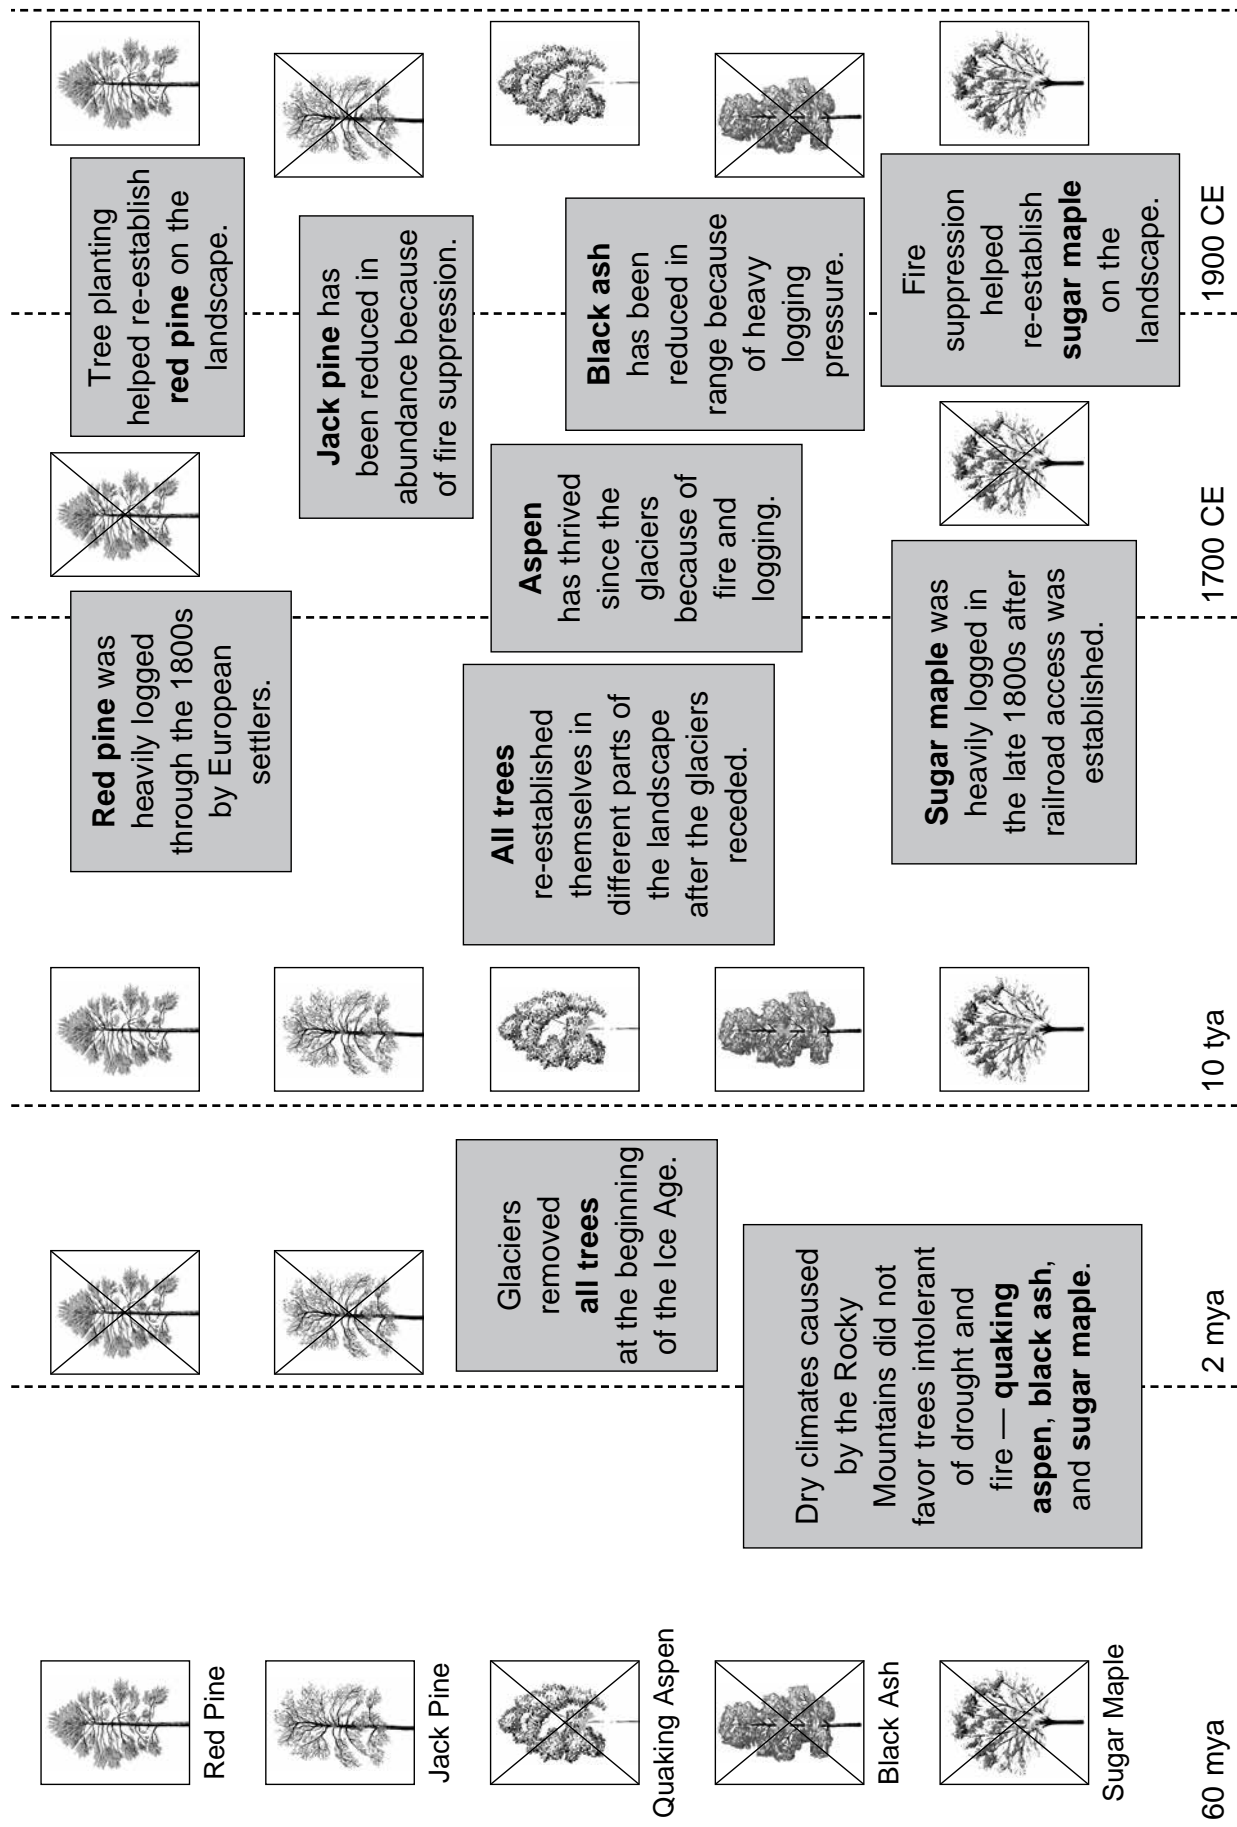 Red Pine
Jack Pine
Quaking Aspen
Black Ash
Sugar Maple
Dry climates caused
by the Rocky
Mountains did not
favor trees intolerant
of drought and
fire — quaking
aspen, black ash,
and sugar maple.
Glaciers
removed
all trees
at the beginning
of the Ice Age.
All trees
re-established
themselves in
different parts of
the landscape
after the glaciers
receded.
Red pine was
heavily logged
through the 1800s
by European
settlers.
Aspen
has thrived
since the
glaciers
because of
fire and
logging.
Sugar maple was
heavily logged in
the late 1800s after
railroad access was
established.
Tree planting
helped re-establish
red pine on the
landscape.
Jack pine has
been reduced in
abundance because
of fire suppression.
Black ash
has been
reduced in
range because
of heavy
logging
pressure.
Fire
suppression
helped
re-establish
sugar maple
on the
landscape.
60 mya
2 mya
10 tya
1700 CE
1900 CE